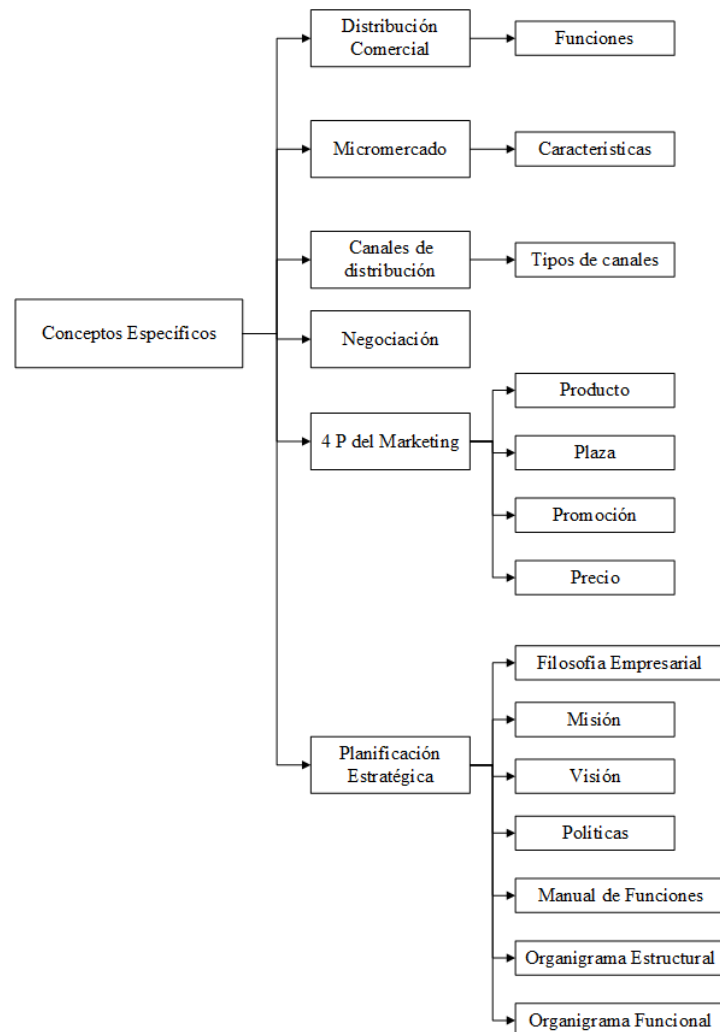 Distribución
Comercial
Funciones
Micromercado
Características
Canales de
distribución
Tipos de canales
Conceptos Específicos
Negociación
4 P del Marketing
Producto
Plaza
Promoción
Precio
Planificación
Estratégica
Filosofía Empresarial
Misión
Visión
Políticas
Manual de Funciones
Organigrama Estructural
Organigrama Funcional